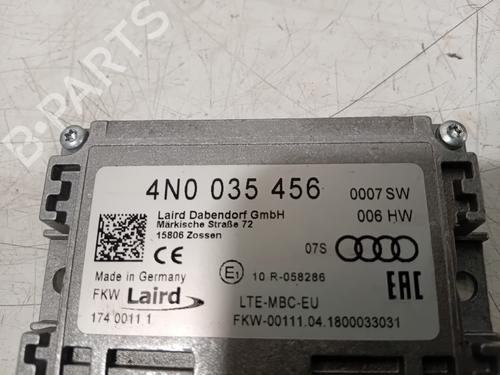 B-PARTS
4N0 035 456
0007 SW
006 HW
Laird Dabendorf GmbH
Märkische Straße 72
15806 Zossen
CE
07S
Made in Germany
E1
10 R-058286
EAC
FKW Laird
LTE-MBC-EU
174 0011 1
FKW-00111.04.1800033031